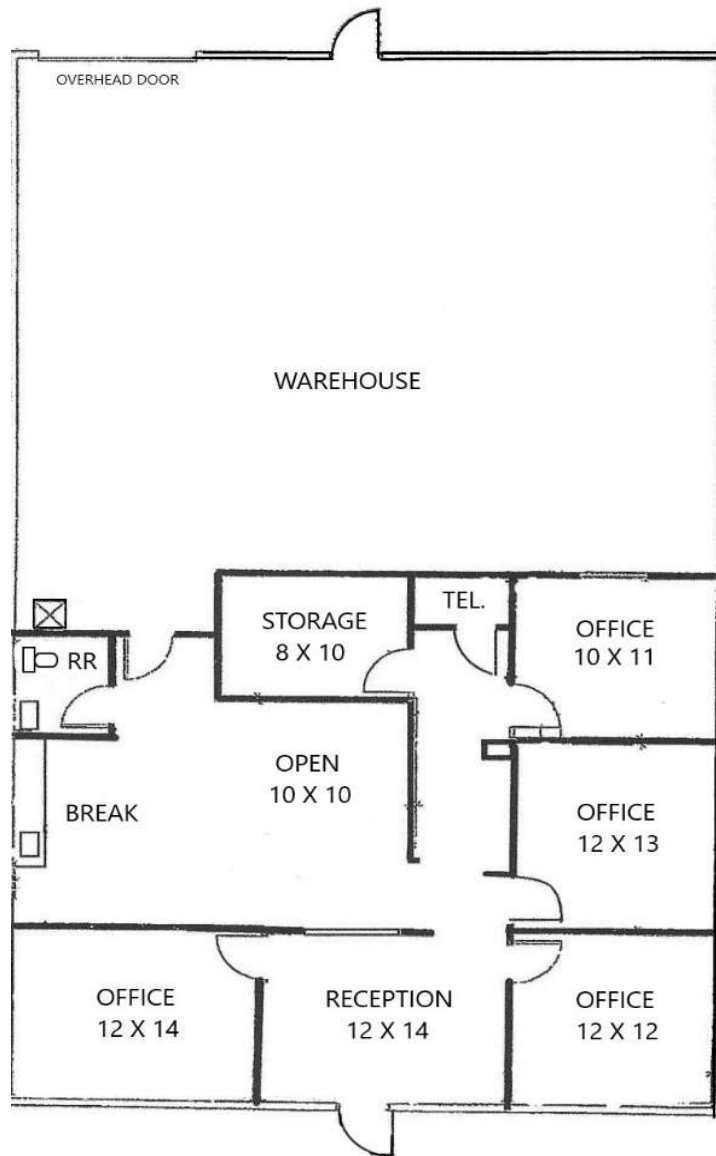 OVERHEAD DOOR
WAREHOUSE
STORAGE
8 X 10
TEL.
OFFICE
10 X 11
RR
OPEN
10 X 10
BREAK
OFFICE
12 X 13
OFFICE
12 X 14
RECEPTION
12 X 14
OFFICE
12 X 12